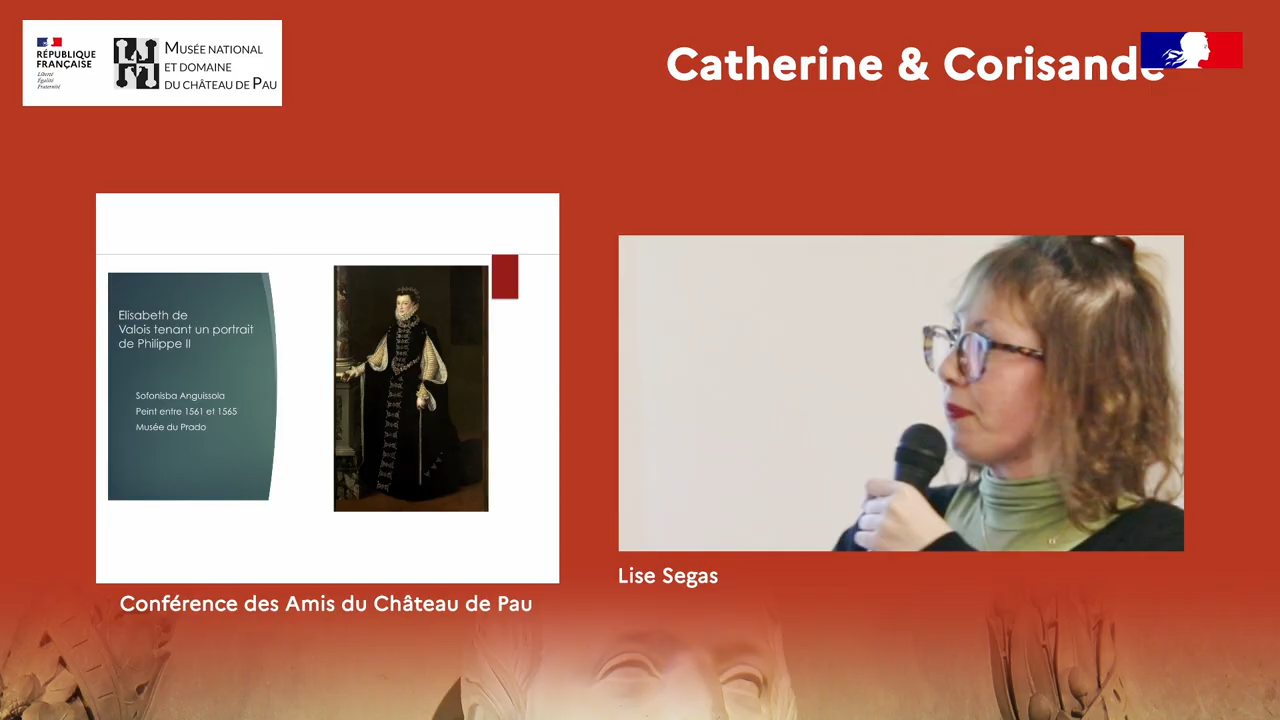 RÉPUBLIQUE
FRANÇAISE
Liberté
Égalité
Fraternité
MUSÉE NATIONAL
ET DOMAINE
DU CHÂTEAU DE PAU
Catherine & Corisande
Elisabeth de
Valois tenant un portrait
de Philippe II
Sofonisba Anguissola
Peint entre 1561 et 1565
Musée du Prado
Lise Segas
Conférence des Amis du Château de Pau